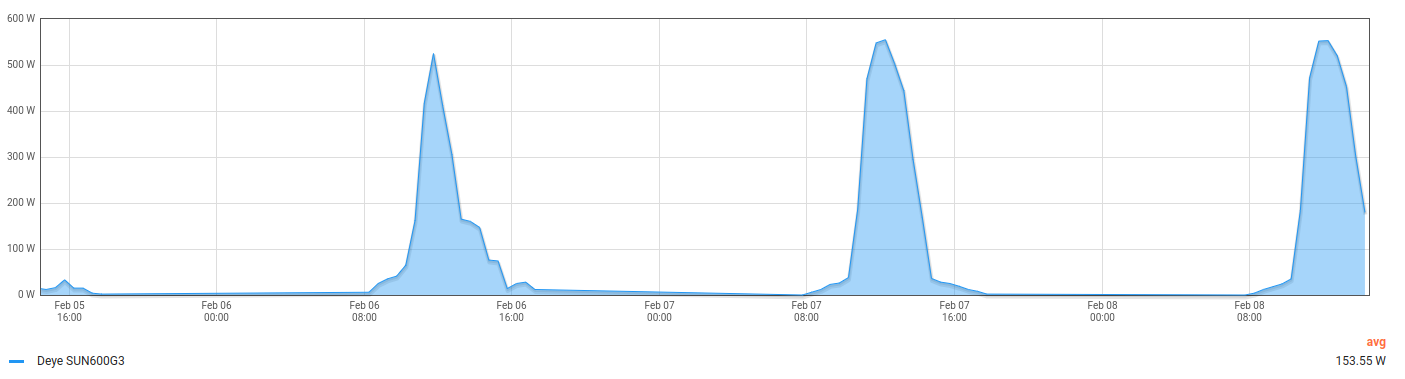 600 W
500 W
400 W
300 W
200 W
100 W
0 W
Feb 05 Feb 06 Feb 06 Feb 06 Feb 07 Feb 07 Feb 07 Feb 08 Feb 08
16:00 00:00 08:00 16:00 00:00 08:00 16:00 00:00 08:00
avg
Deye SUN600G3 153.55 W